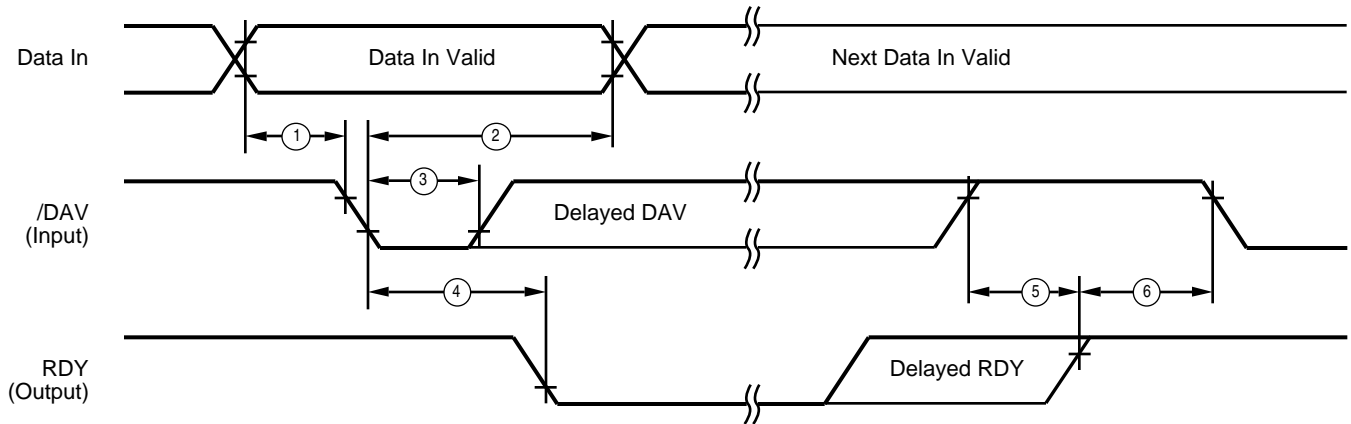 Data In
Data In Valid
Next Data In Valid
1
2
3
/DAV
(Input)
Delayed DAV
4
5
6
RDY
(Output)
Delayed RDY